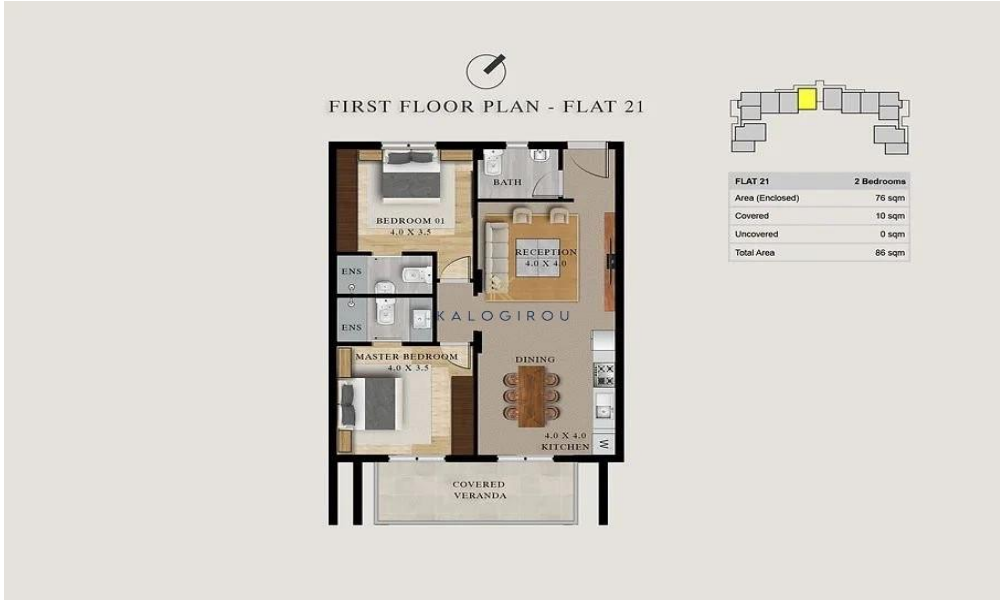 FIRST FLOOR PLAN - FLAT 21
FLAT 21 2 Bedrooms
Area (Enclosed) 76 sqm
Covered 10 sqm
Uncovered 0 sqm
Total Area 86 sqm
BATH
BEDROOM 01
4.0 X 3.5
RECEPTION
4.0 X 4.0
ENS
KALOGIROU
ENS
MASTER BEDROOM
4.0 X 3.5
DINING
4.0 X 4.0
KITCHEN
W
COVERED
VERANDA